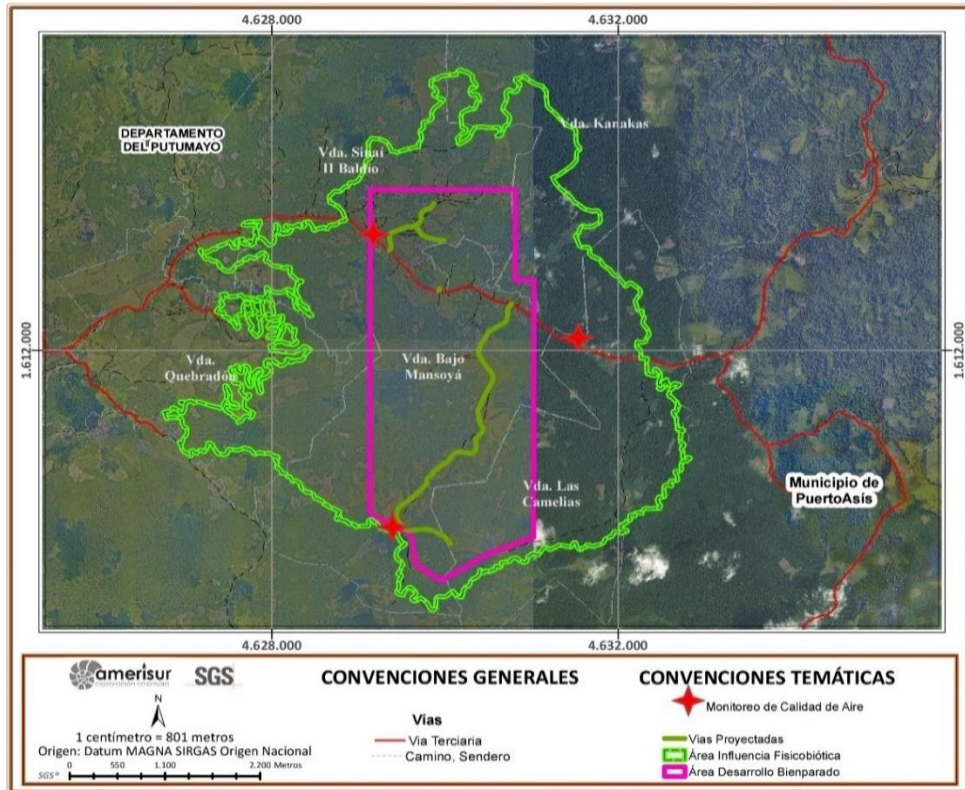 4.628.000
4.632.000
DEPARTAMENTO
DEL PUTUMAYO
Vda. Sinaí
II Baldío
Vda. Kanakas
1.612.000
1.612.000
Vda.
Quebradón
Vda. Bajo
Mansoyá
Vda. Las
Camelias
Municipio de
PuertoAsís
4.628.000
4.632.000
amerisur
SGS
N
1 centímetro = 801 metros
Origen: Datum MAGNA SIRGAS Origen Nacional
0 550 1.100 2.200 Metros
SGS®
CONVENCIONES GENERALES
Vias
Via Terciaria
Camino, Sendero
CONVENCIONES TEMÁTICAS
Monitoreo de Calidad de Aire
Vias Proyectadas
Área Influencia Fisicobiótica
Área Desarrollo Bienparado